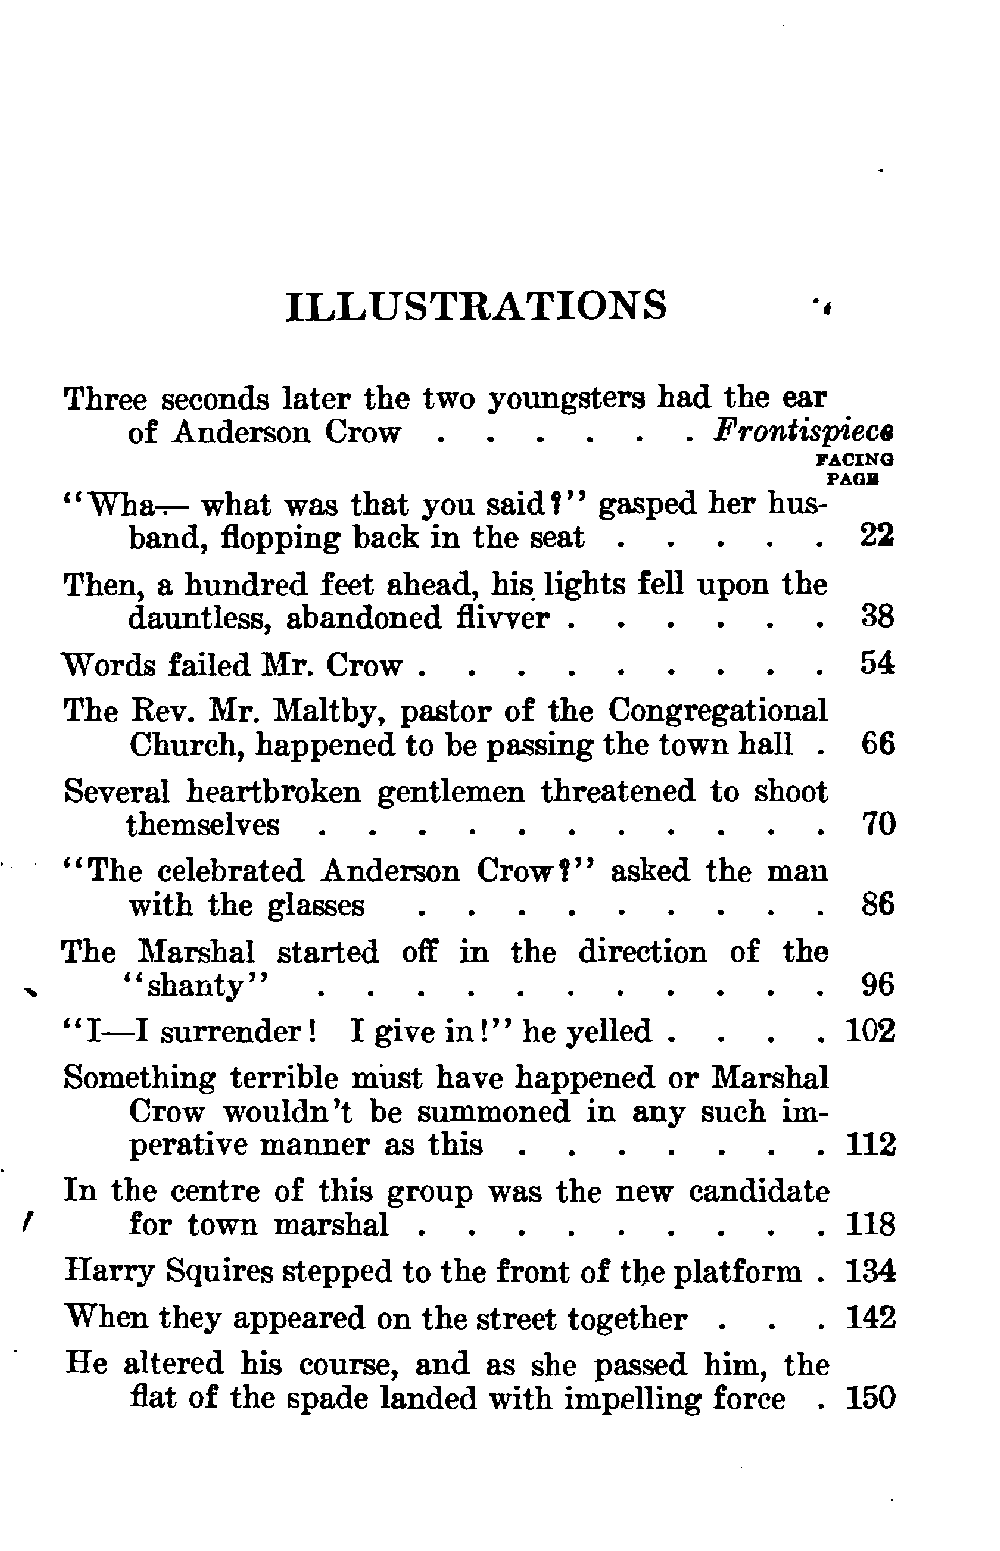 ILLUSTRATIONS
Three seconds later the two youngsters had the ear
of Anderson Crow . . . . . . Frontispiece
FACING
PAGE
“Wha— what was that you said?” gasped her hus-
band, flopping back in the seat . . . . . 22
Then, a hundred feet ahead, his lights fell upon the
dauntless, abandoned flivver . . . . . . 38
Words failed Mr. Crow . . . . . . . . . 54
The Rev. Mr. Maltby, pastor of the Congregational
Church, happened to be passing the town hall . 66
Several heartbroken gentlemen threatened to shoot
themselves . . . . . . . . . . . 70
“The celebrated Anderson Crow?” asked the man
with the glasses . . . . . . . . . 86
The Marshal started off in the direction of the
“shanty” . . . . . . . . . . . 96
“I—I surrender! I give in!” he yelled . . . . 102
Something terrible must have happened or Marshal
Crow wouldn’t be summoned in any such im-
perative manner as this . . . . . . . 112
In the centre of this group was the new candidate
for town marshal . . . . . . . . . 118
Harry Squires stepped to the front of the platform . 134
When they appeared on the street together . . . 142
He altered his course, and as she passed him, the
flat of the spade landed with impelling force . 150